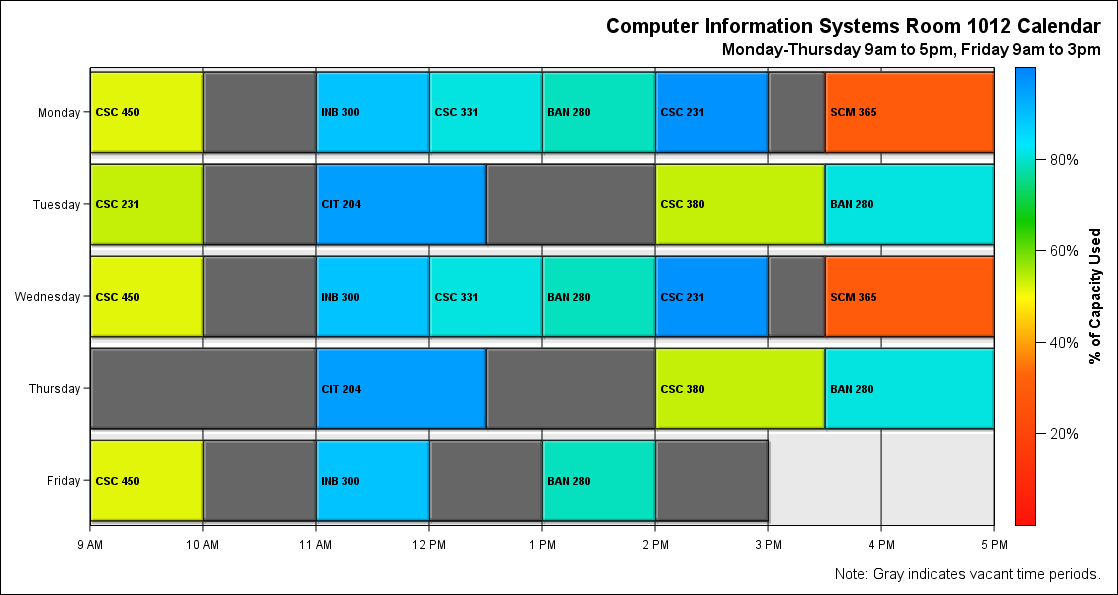 Computer Information Systems Room 1012 Calendar
Monday-Thursday 9am to 5pm, Friday 9am to 3pm
Monday CSC 450 INB 300 CSC 331 BAN 280 CSC 231 SCM 365
Tuesday CSC 231 CIT 204 CSC 380 BAN 280
Wednesday CSC 450 INB 300 CSC 331 BAN 280 CSC 231 SCM 365
Thursday CIT 204 CSC 380 BAN 280
Friday CSC 450 INB 300 BAN 280
9 AM 10 AM 11 AM 12 PM 1 PM 2 PM 3 PM 4 PM 5 PM
80%
60%
40%
20%
% of Capacity Used
Note: Gray indicates vacant time periods.